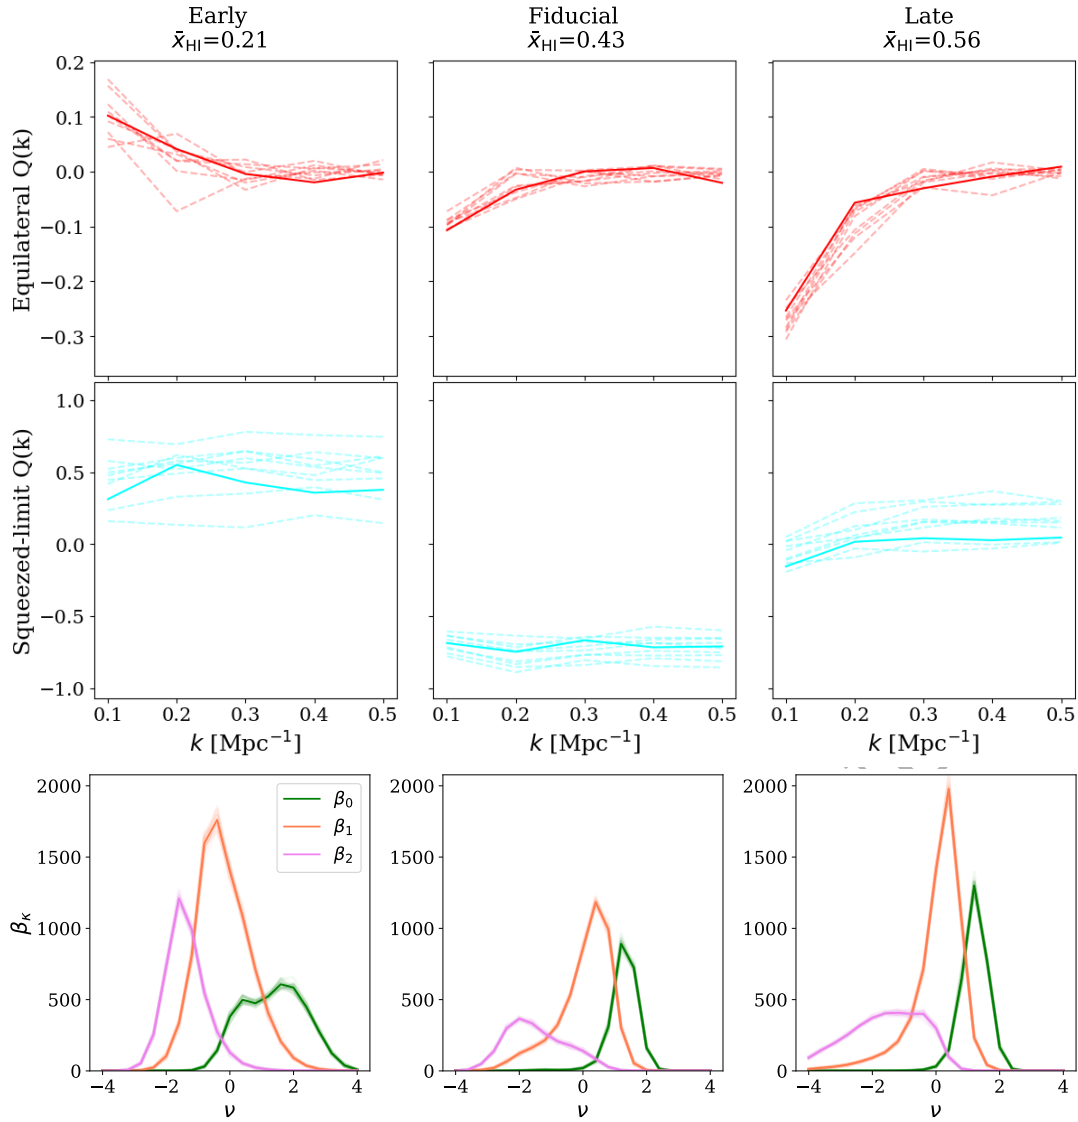 Early
x̄HI=0.21
Fiducial
x̄HI=0.43
Late
x̄HI=0.56
Equilateral Q(k)
0.2
0.1
0.0
−0.1
−0.2
−0.3
Squeezed-limit Q(k)
1.0
0.5
0.0
−0.5
−1.0
0.1 0.2 0.3 0.4 0.5
0.1 0.2 0.3 0.4 0.5
0.1 0.2 0.3 0.4 0.5
k [Mpc⁻¹]
k [Mpc⁻¹]
k [Mpc⁻¹]
βκ
2000
1500
1000
500
0
β0
β1
β2
−4 −2 0 2 4
ν
2000
1500
1000
500
0
−4 −2 0 2 4
ν
2000
1500
1000
500
0
−4 −2 0 2 4
ν